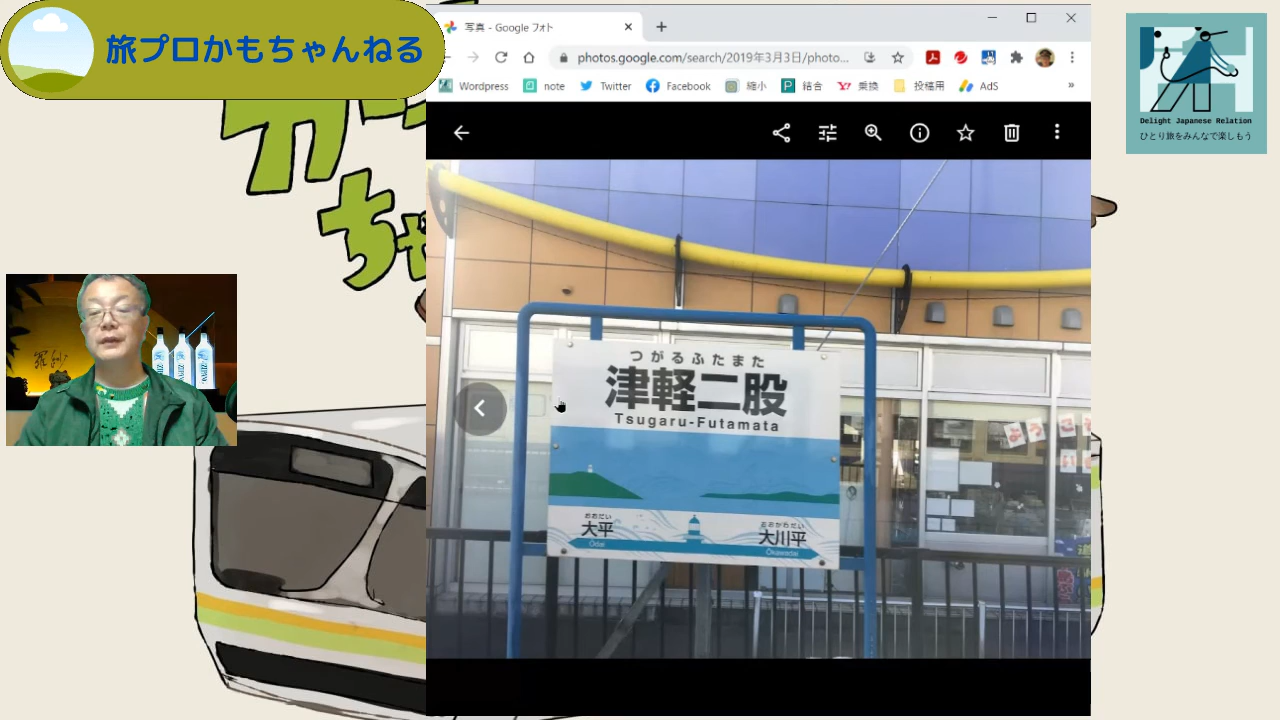 旅プロかもちゃんねる
写真 - Google フォト
photos.google.com/search/2019年3月3日/photo...
Wordpress
note
Twitter
Facebook
縮小
結合
乗換
投稿用
AdS
»
ちゃ
つがるふたまた
津軽二股
Tsugaru-Futamata
おおだい
大平
Ōdai
おおかわだい
大川平
Ōkawadai
Delight Japanese Relation
ひとり旅をみんなで楽しもう